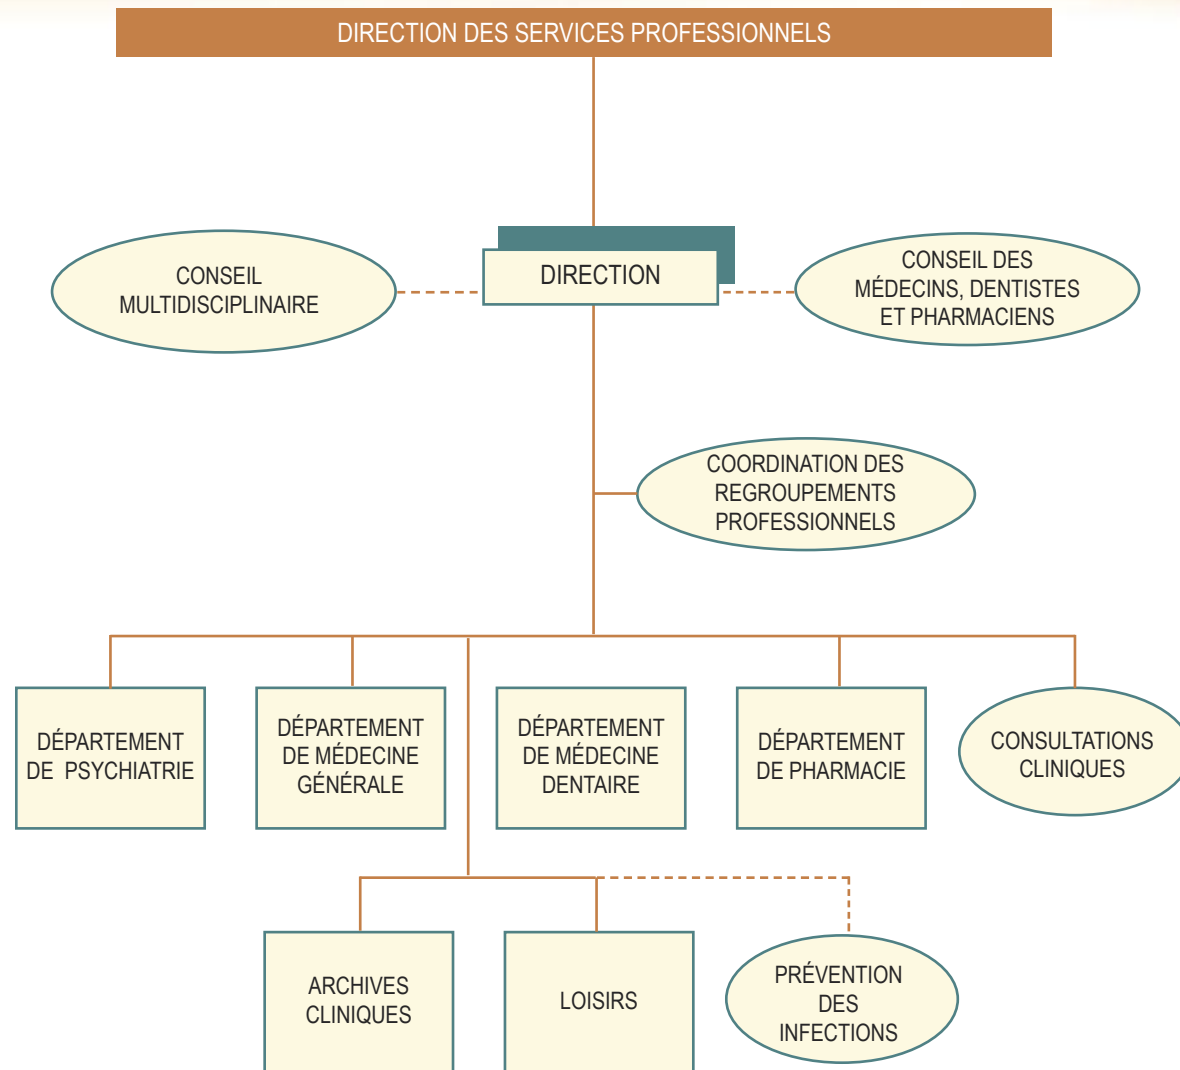 DIRECTION DES SERVICES PROFESSIONNELS
CONSEIL
MULTIDISCIPLINAIRE
DIRECTION
CONSEIL DES
MÉDECINS, DENTISTES
ET PHARMACIENS
COORDINATION DES
REGROUPEMENTS
PROFESSIONNELS
DÉPARTEMENT
DE PSYCHIATRIE
DÉPARTEMENT
DE MÉDECINE
GÉNÉRALE
DÉPARTEMENT
DE MÉDECINE
DENTAIRE
DÉPARTEMENT
DE PHARMACIE
CONSULTATIONS
CLINIQUES
ARCHIVES
CLINIQUES
LOISIRS
PRÉVENTION
DES
INFECTIONS